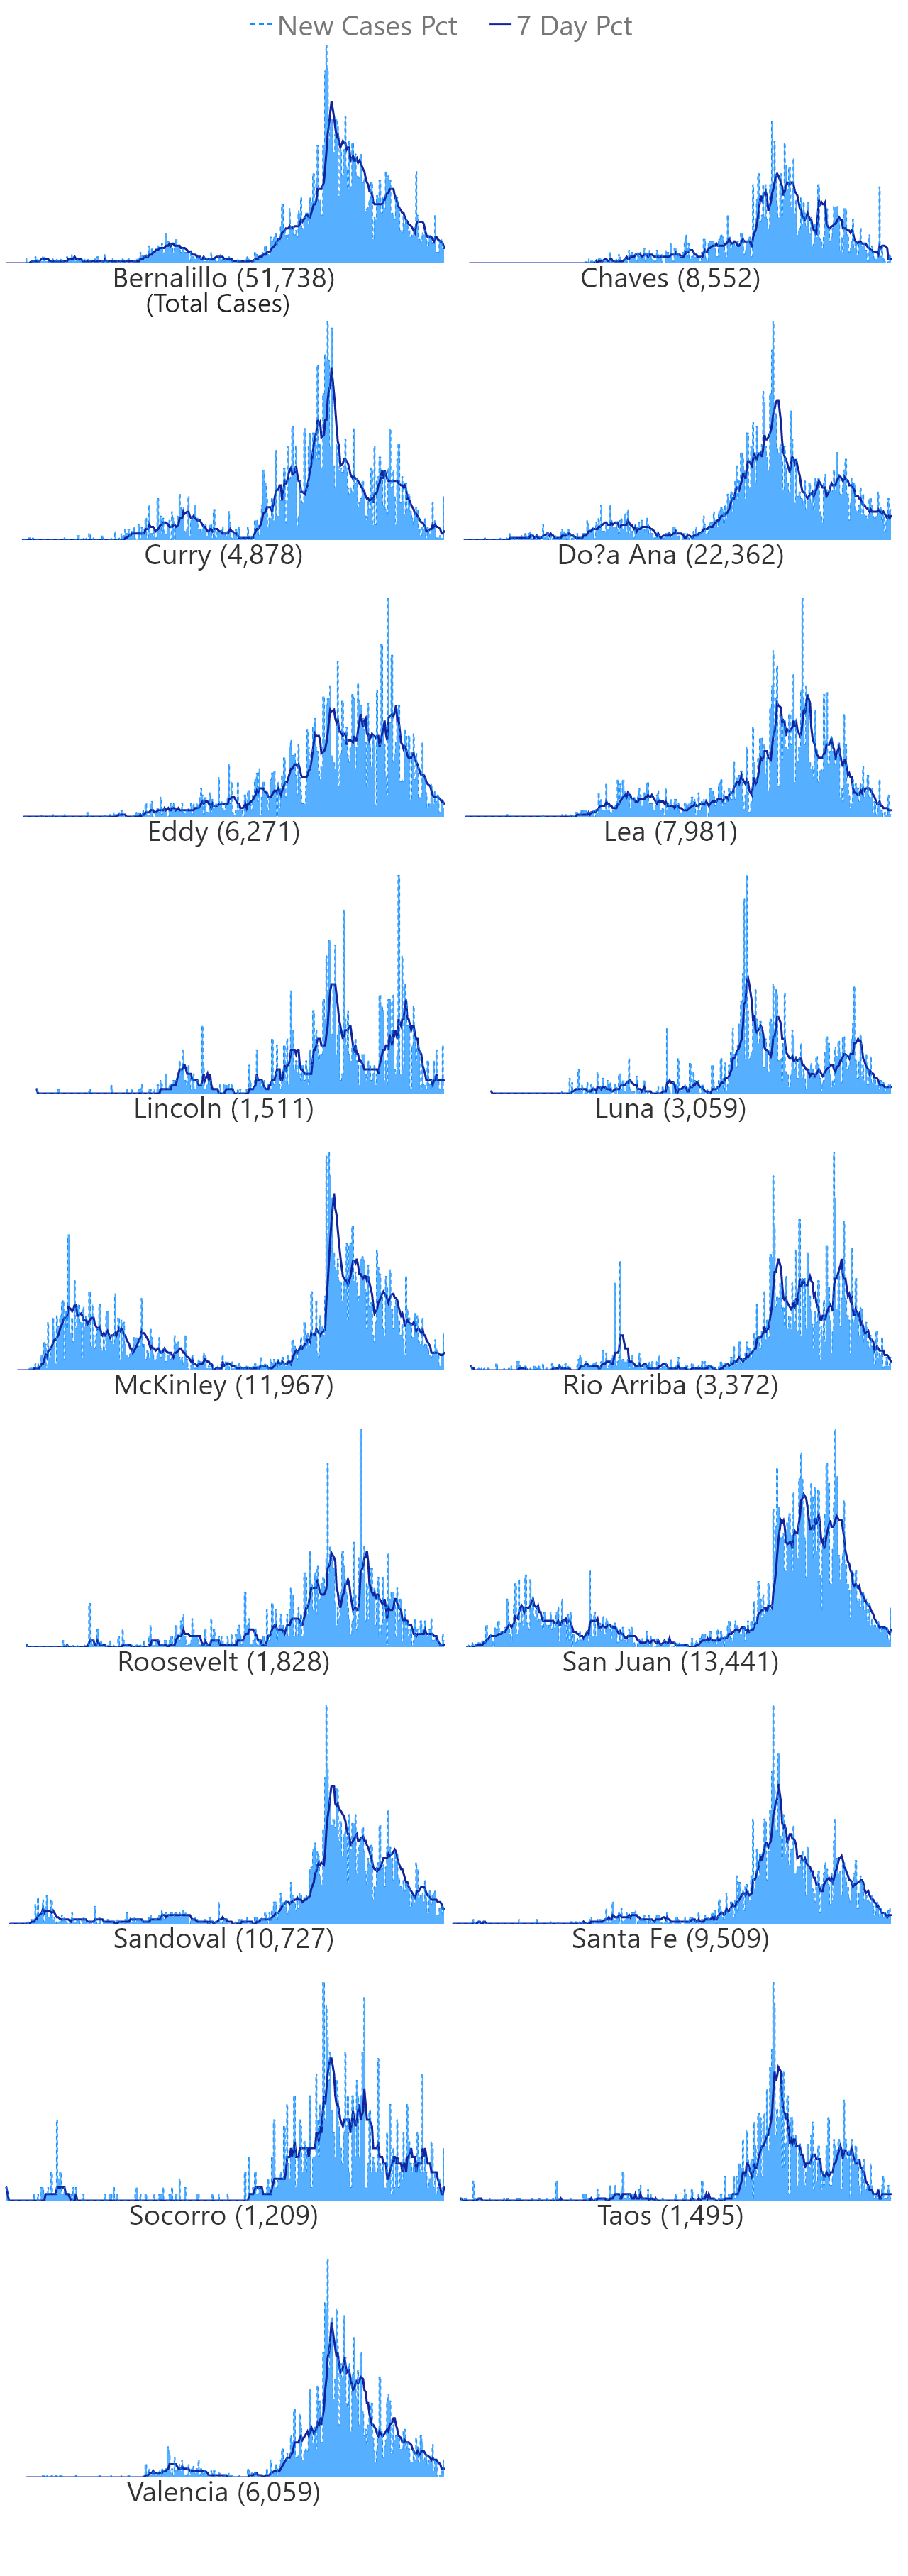 New Cases Pct 7 Day Pct
Bernalillo (51,738) Chaves (8,552)
(Total Cases)
Curry (4,878) Do?a Ana (22,362)
Eddy (6,271) Lea (7,981)
Lincoln (1,511) Luna (3,059)
McKinley (11,967) Rio Arriba (3,372)
Roosevelt (1,828) San Juan (13,441)
Sandoval (10,727) Santa Fe (9,509)
Socorro (1,209) Taos (1,495)
Valencia (6,059)